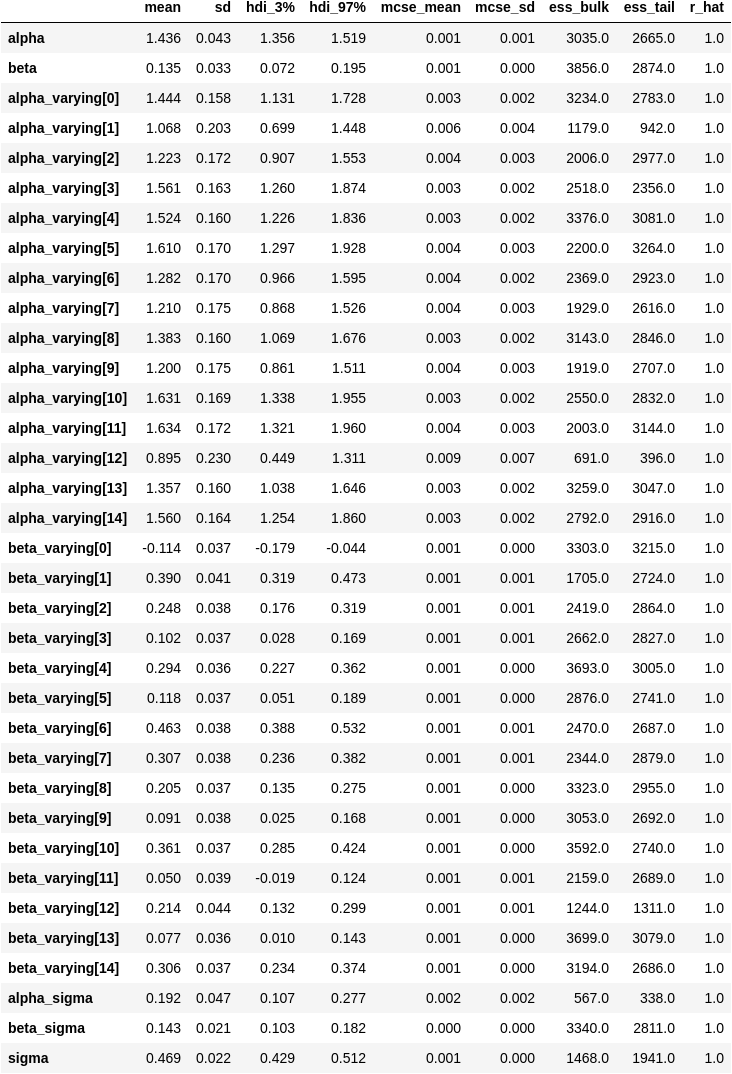 mean sd hdi_3% hdi_97% mcse_mean mcse_sd ess_bulk ess_tail r_hat
alpha 1.436 0.043 1.356 1.519 0.001 0.001 3035.0 2665.0 1.0
beta 0.135 0.033 0.072 0.195 0.001 0.000 3856.0 2874.0 1.0
alpha_varying[0] 1.444 0.158 1.131 1.728 0.003 0.002 3234.0 2783.0 1.0
alpha_varying[1] 1.068 0.203 0.699 1.448 0.006 0.004 1179.0 942.0 1.0
alpha_varying[2] 1.223 0.172 0.907 1.553 0.004 0.003 2006.0 2977.0 1.0
alpha_varying[3] 1.561 0.163 1.260 1.874 0.003 0.002 2518.0 2356.0 1.0
alpha_varying[4] 1.524 0.160 1.226 1.836 0.003 0.002 3376.0 3081.0 1.0
alpha_varying[5] 1.610 0.170 1.297 1.928 0.004 0.003 2200.0 3264.0 1.0
alpha_varying[6] 1.282 0.170 0.966 1.595 0.004 0.002 2369.0 2923.0 1.0
alpha_varying[7] 1.210 0.175 0.868 1.526 0.004 0.003 1929.0 2616.0 1.0
alpha_varying[8] 1.383 0.160 1.069 1.676 0.003 0.002 3143.0 2846.0 1.0
alpha_varying[9] 1.200 0.175 0.861 1.511 0.004 0.003 1919.0 2707.0 1.0
alpha_varying[10] 1.631 0.169 1.338 1.955 0.003 0.002 2550.0 2832.0 1.0
alpha_varying[11] 1.634 0.172 1.321 1.960 0.004 0.003 2003.0 3144.0 1.0
alpha_varying[12] 0.895 0.230 0.449 1.311 0.009 0.007 691.0 396.0 1.0
alpha_varying[13] 1.357 0.160 1.038 1.646 0.003 0.002 3259.0 3047.0 1.0
alpha_varying[14] 1.560 0.164 1.254 1.860 0.003 0.002 2792.0 2916.0 1.0
beta_varying[0] -0.114 0.037 -0.179 -0.044 0.001 0.000 3303.0 3215.0 1.0
beta_varying[1] 0.390 0.041 0.319 0.473 0.001 0.001 1705.0 2724.0 1.0
beta_varying[2] 0.248 0.038 0.176 0.319 0.001 0.001 2419.0 2864.0 1.0
beta_varying[3] 0.102 0.037 0.028 0.169 0.001 0.001 2662.0 2827.0 1.0
beta_varying[4] 0.294 0.036 0.227 0.362 0.001 0.000 3693.0 3005.0 1.0
beta_varying[5] 0.118 0.037 0.051 0.189 0.001 0.000 2876.0 2741.0 1.0
beta_varying[6] 0.463 0.038 0.388 0.532 0.001 0.001 2470.0 2687.0 1.0
beta_varying[7] 0.307 0.038 0.236 0.382 0.001 0.001 2344.0 2879.0 1.0
beta_varying[8] 0.205 0.037 0.135 0.275 0.001 0.000 3323.0 2955.0 1.0
beta_varying[9] 0.091 0.038 0.025 0.168 0.001 0.000 3053.0 2692.0 1.0
beta_varying[10] 0.361 0.037 0.285 0.424 0.001 0.000 3592.0 2740.0 1.0
beta_varying[11] 0.050 0.039 -0.019 0.124 0.001 0.001 2159.0 2689.0 1.0
beta_varying[12] 0.214 0.044 0.132 0.299 0.001 0.001 1244.0 1311.0 1.0
beta_varying[13] 0.077 0.036 0.010 0.143 0.001 0.000 3699.0 3079.0 1.0
beta_varying[14] 0.306 0.037 0.234 0.374 0.001 0.000 3194.0 2686.0 1.0
alpha_sigma 0.192 0.047 0.107 0.277 0.002 0.002 567.0 338.0 1.0
beta_sigma 0.143 0.021 0.103 0.182 0.000 0.000 3340.0 2811.0 1.0
sigma 0.469 0.022 0.429 0.512 0.001 0.000 1468.0 1941.0 1.0